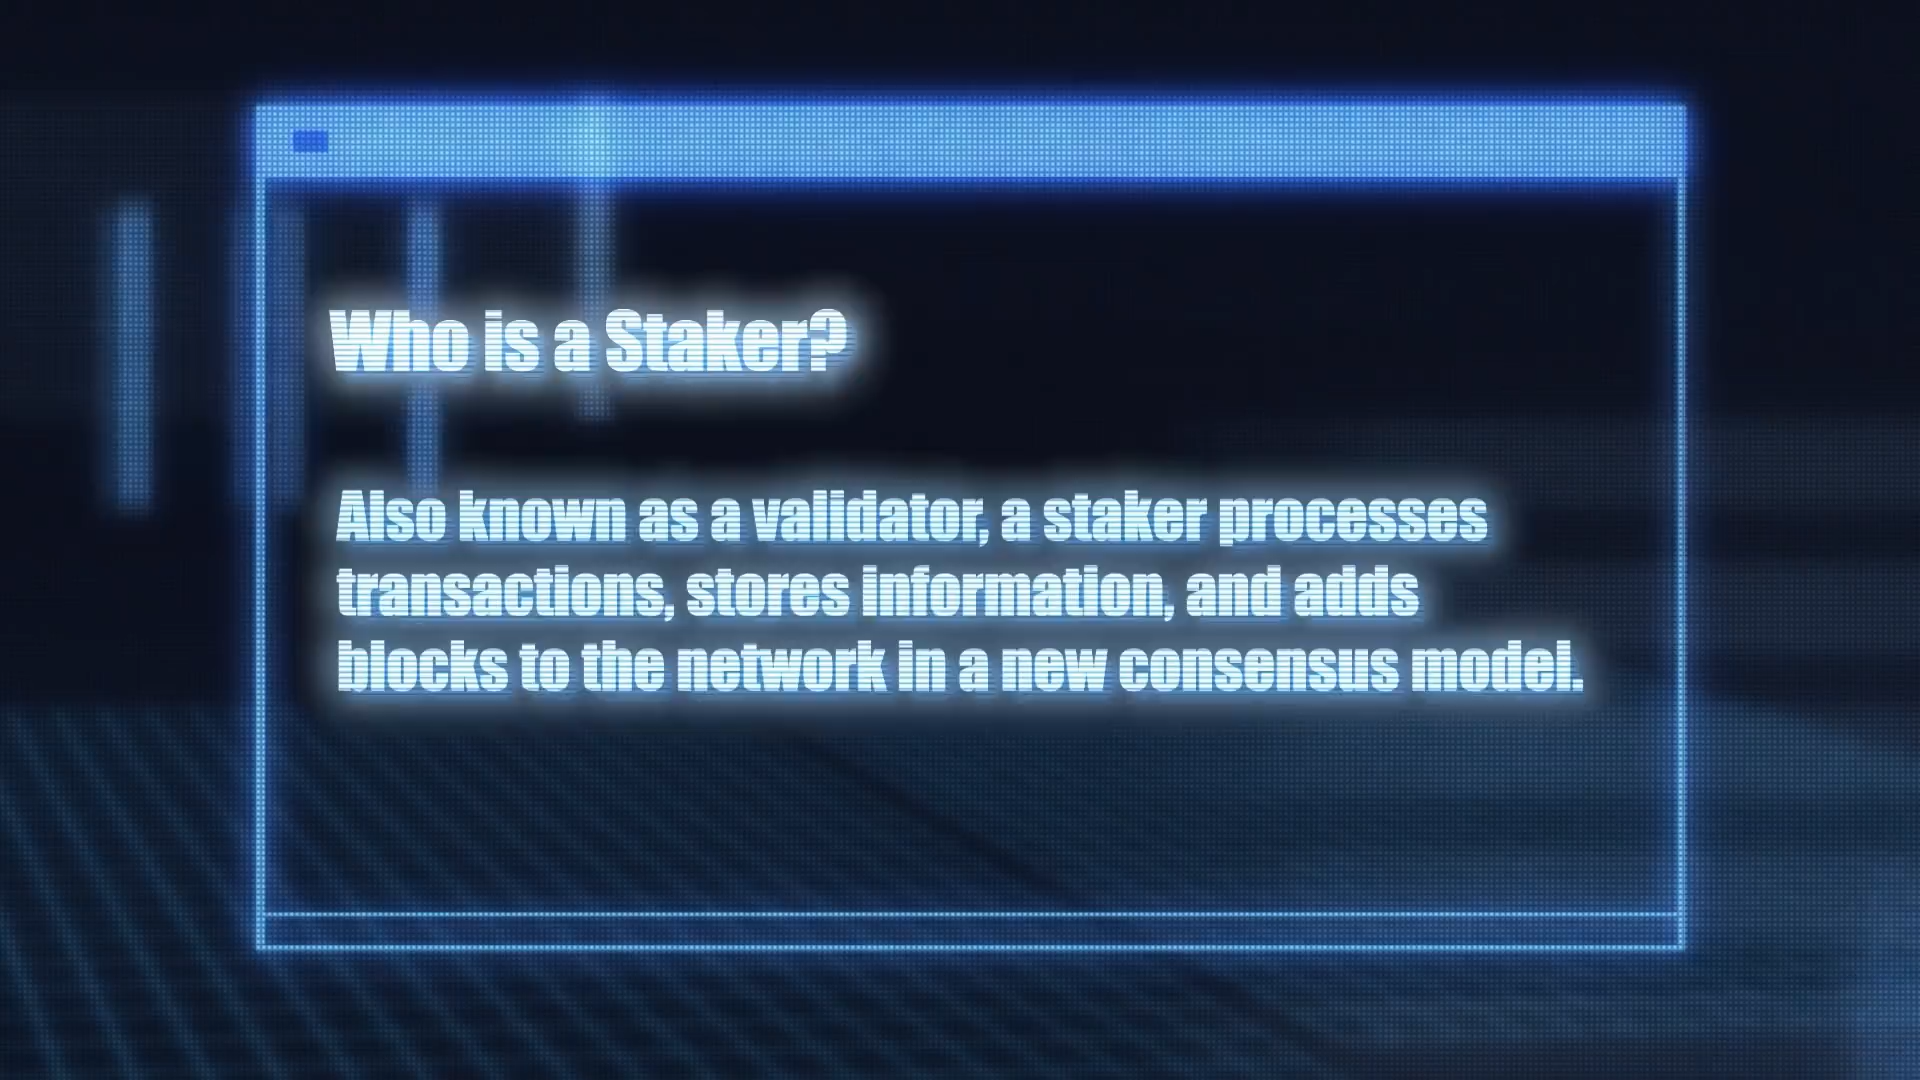 Who is a Staker?
Also known as a validator, a staker processes
transactions, stores information, and adds
blocks to the network in a new consensus model.